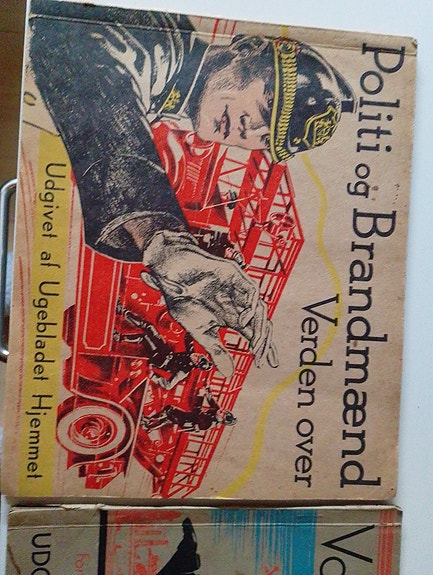 Politi og Brandmænd
Verden over
Udgivet af Ugebladet Hjemmet